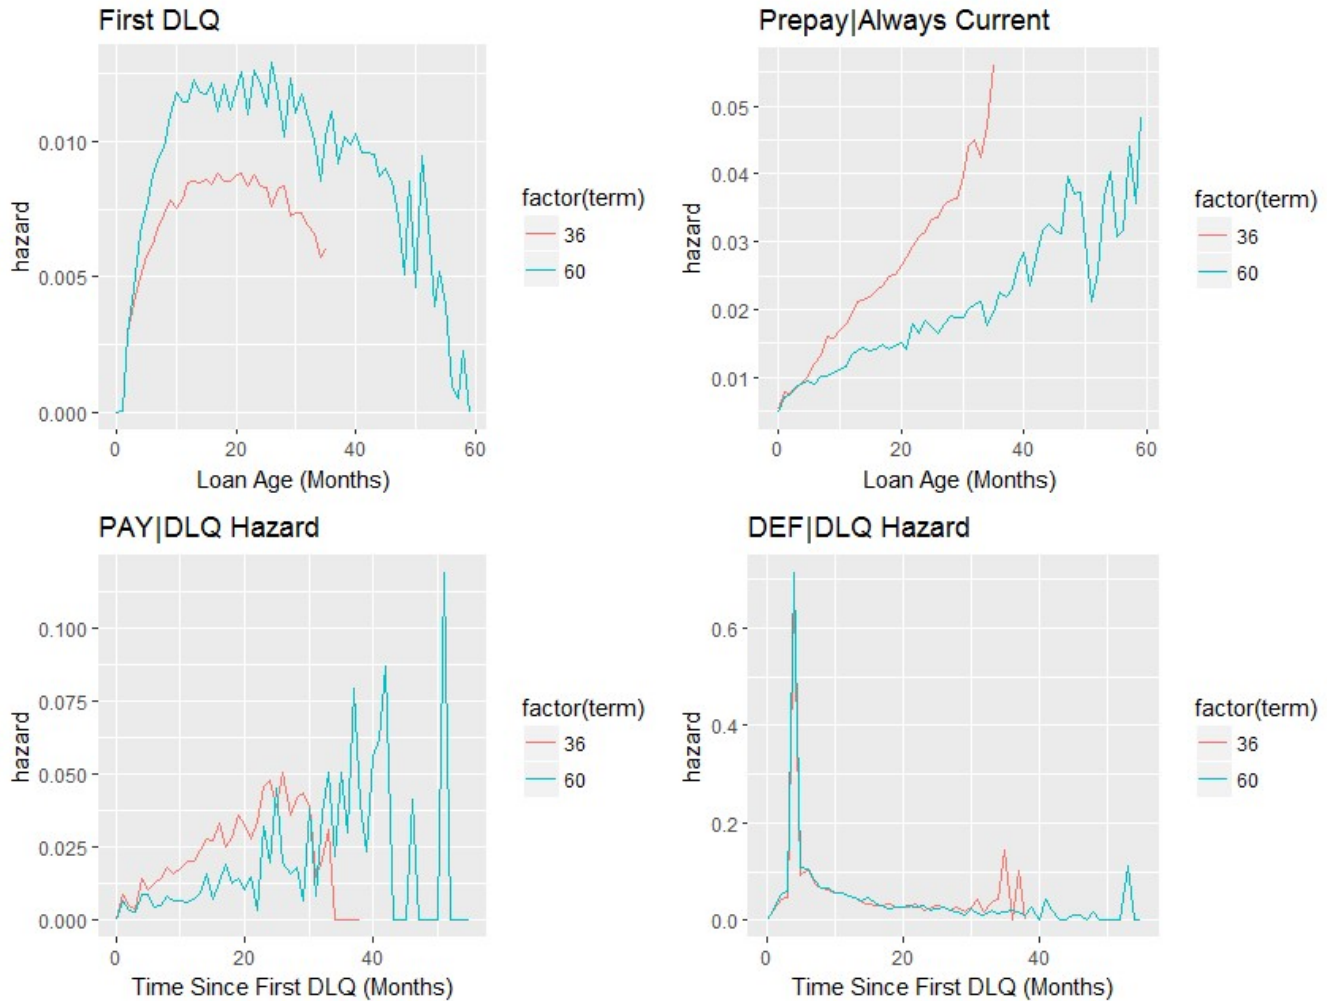 First DLQ
hazard
0.010
0.005
0.000
0
20
40
60
Loan Age (Months)
factor(term)
36
60
Prepay|Always Current
hazard
0.05
0.04
0.03
0.02
0.01
0
20
40
60
Loan Age (Months)
factor(term)
36
60
PAY|DLQ Hazard
hazard
0.100
0.075
0.050
0.025
0.000
0
20
40
Time Since First DLQ (Months)
factor(term)
36
60
DEF|DLQ Hazard
hazard
0.6
0.4
0.2
0.0
0
20
40
Time Since First DLQ (Months)
factor(term)
36
60